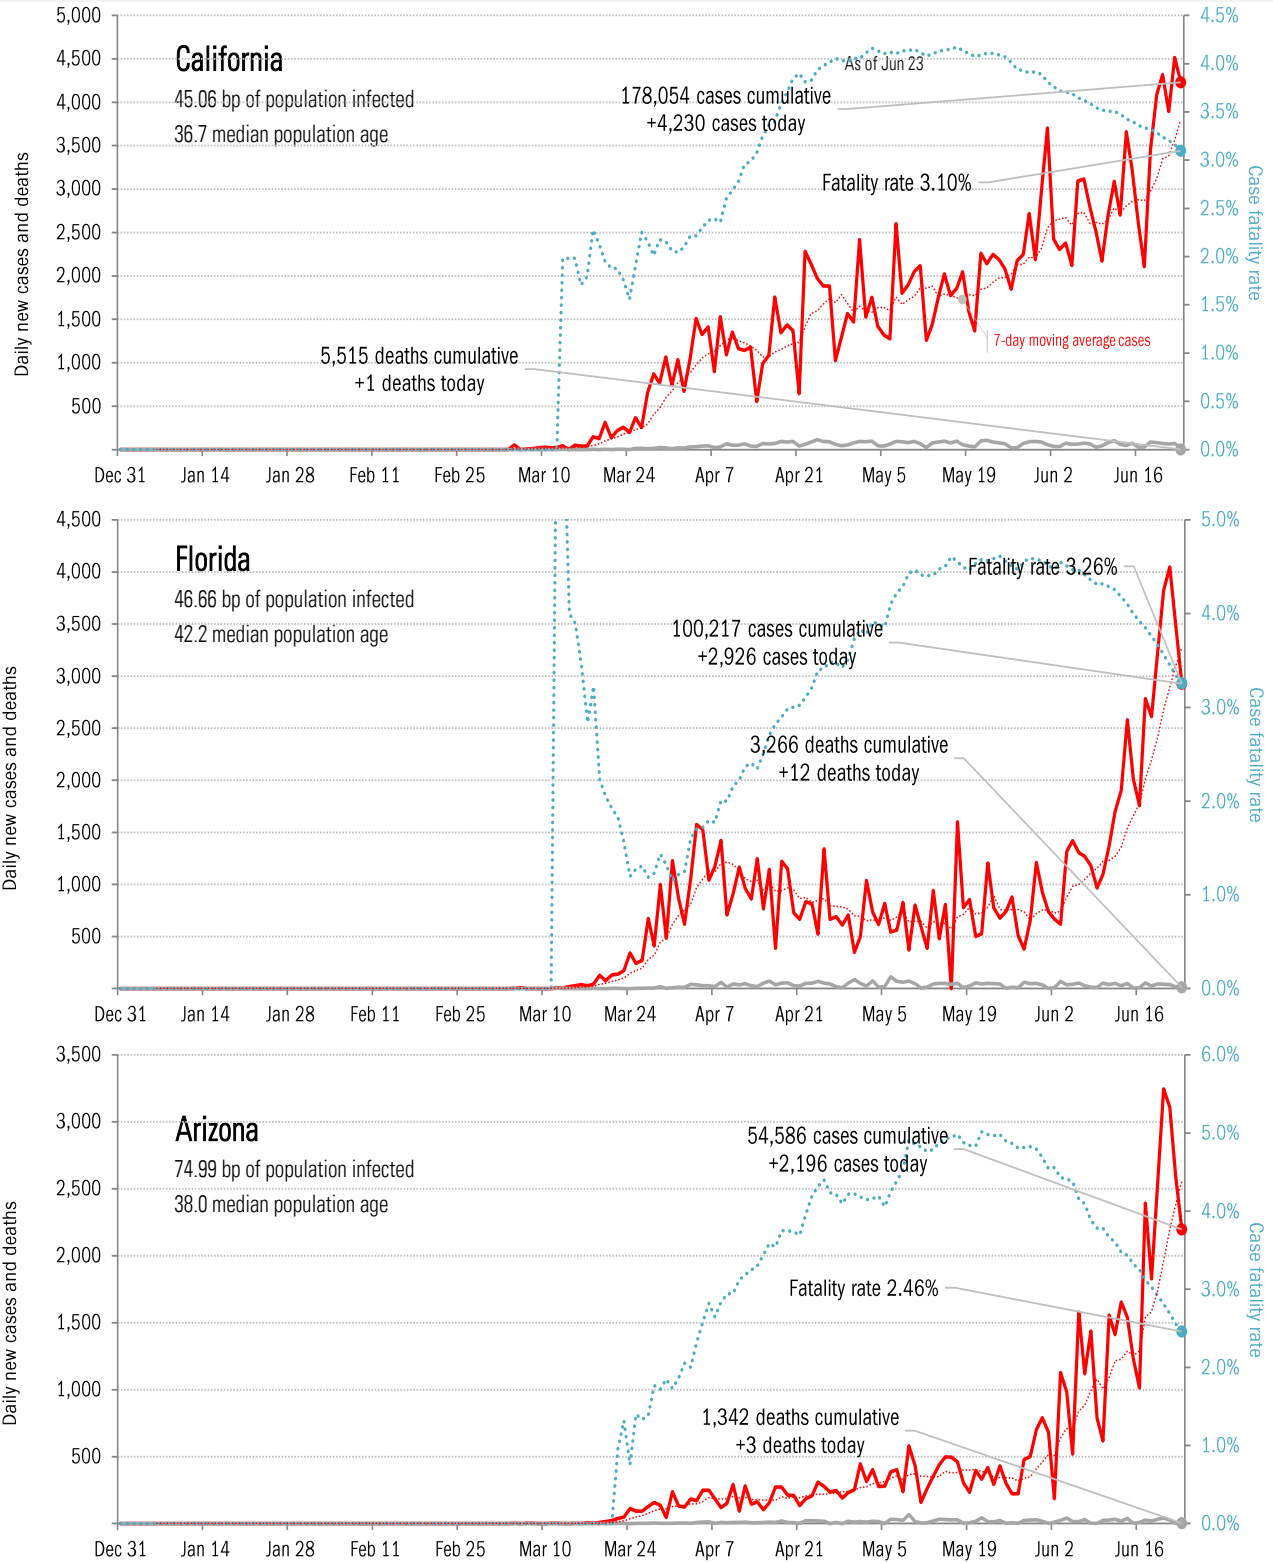 5,000
4,500
4,000
3,500
3,000
2,500
2,000
1,500
1,000
500
Daily new cases and deaths
California
45.06 bp of population infected
36.7 median population age
As of Jun 23
178,054 cases cumulative
+4,230 cases today
Fatality rate 3.10%
7-day moving average cases
5,515 deaths cumulative
+1 deaths today
4.5%
4.0%
3.5%
3.0%
2.5%
2.0%
1.5%
1.0%
0.5%
0.0%
Case fatality rate
Dec 31 Jan 14 Jan 28 Feb 11 Feb 25 Mar 10 Mar 24 Apr 7 Apr 21 May 5 May 19 Jun 2 Jun 16
4,500
4,000
3,500
3,000
2,500
2,000
1,500
1,000
500
Daily new cases and deaths
Florida
46.66 bp of population infected
42.2 median population age
Fatality rate 3.26%
100,217 cases cumulative
+2,926 cases today
3,266 deaths cumulative
+12 deaths today
5.0%
4.0%
3.0%
2.0%
1.0%
0.0%
Case fatality rate
Dec 31 Jan 14 Jan 28 Feb 11 Feb 25 Mar 10 Mar 24 Apr 7 Apr 21 May 5 May 19 Jun 2 Jun 16
3,500
3,000
2,500
2,000
1,500
1,000
500
Daily new cases and deaths
Arizona
74.99 bp of population infected
38.0 median population age
54,586 cases cumulative
+2,196 cases today
Fatality rate 2.46%
1,342 deaths cumulative
+3 deaths today
6.0%
5.0%
4.0%
3.0%
2.0%
1.0%
0.0%
Case fatality rate
Dec 31 Jan 14 Jan 28 Feb 11 Feb 25 Mar 10 Mar 24 Apr 7 Apr 21 May 5 May 19 Jun 2 Jun 16